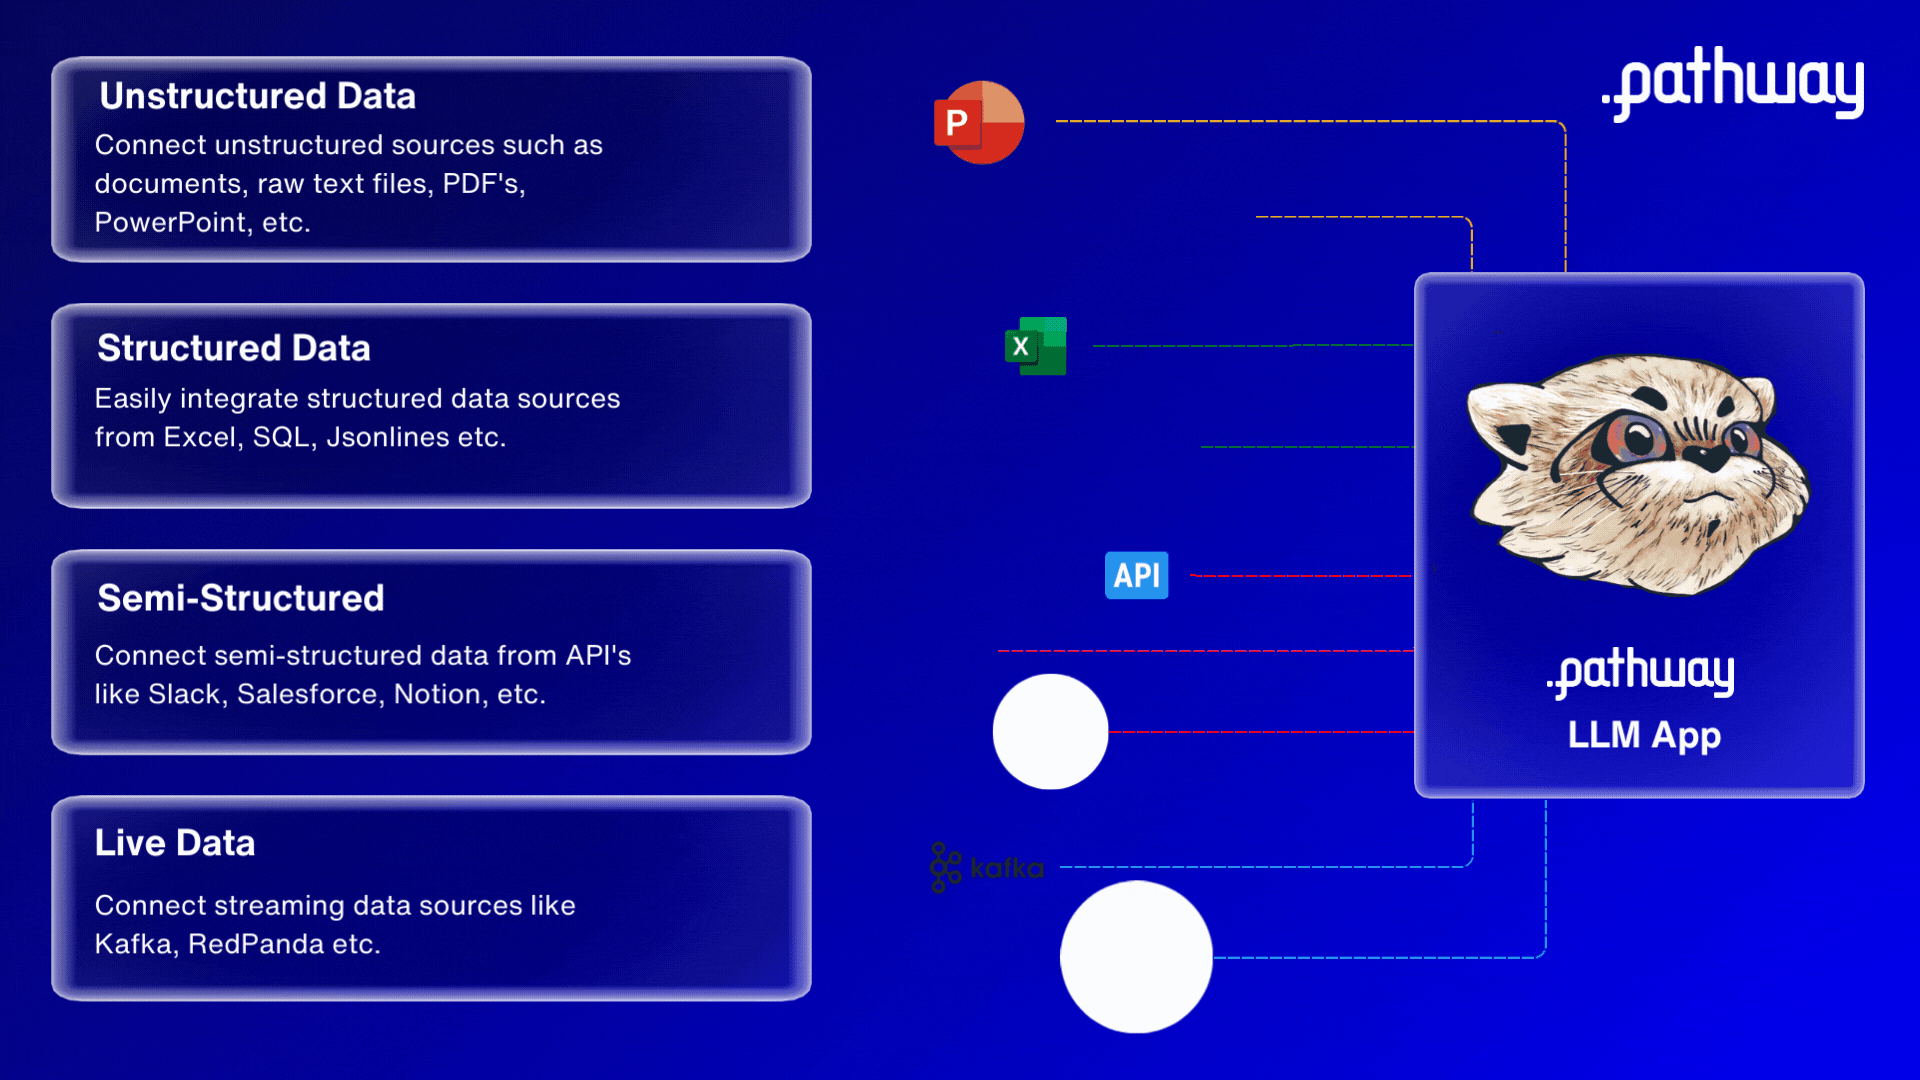 Unstructured Data
Connect unstructured sources such as
documents, raw text files, PDF's,
PowerPoint, etc.
Structured Data
Easily integrate structured data sources
from Excel, SQL, Jsonlines etc.
Semi-Structured
Connect semi-structured data from API's
like Slack, Salesforce, Notion, etc.
Live Data
Connect streaming data sources like
Kafka, RedPanda etc.
P
X
API
kafka
pathway
pathway
LLM App